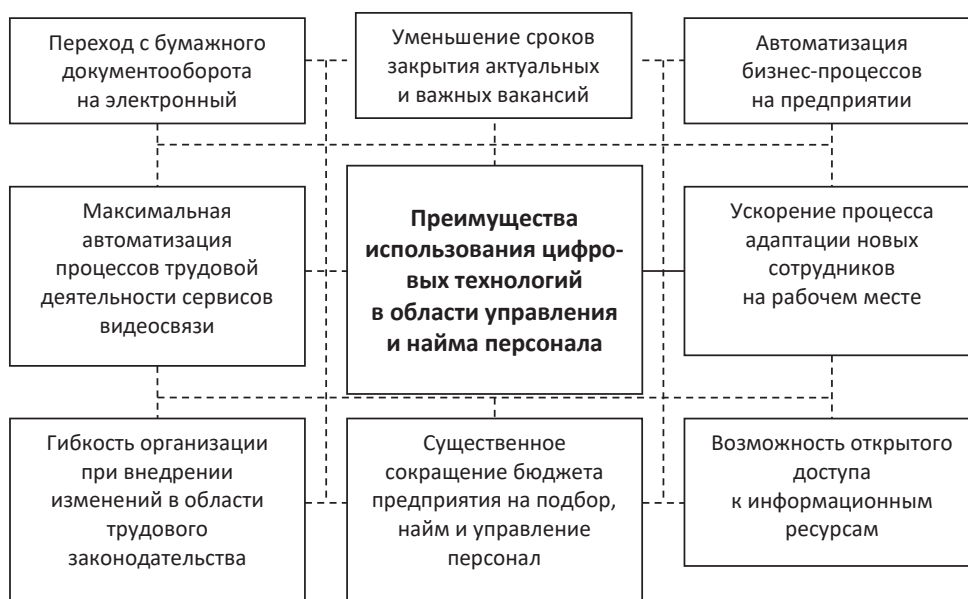 Переход с бумажного
документооборота
на электронный
Уменьшение сроков
закрытия актуальных
и важных вакансий
Автоматизация
бизнес-процессов
на предприятии
Максимальная
автоматизация
процессов трудовой
деятельности сервисов
видеосвязи
Преимущества
использования цифро-
вых технологий
в области управления
и найма персонала
Ускорение процесса
адаптации новых
сотрудников
на рабочем месте
Гибкость организации
при внедрении
изменений в области
трудового
законодательства
Существенное
сокращение бюджета
предприятия на подбор,
найм и управление
персонал
Возможность открытого
доступа
к информационным
ресурсам